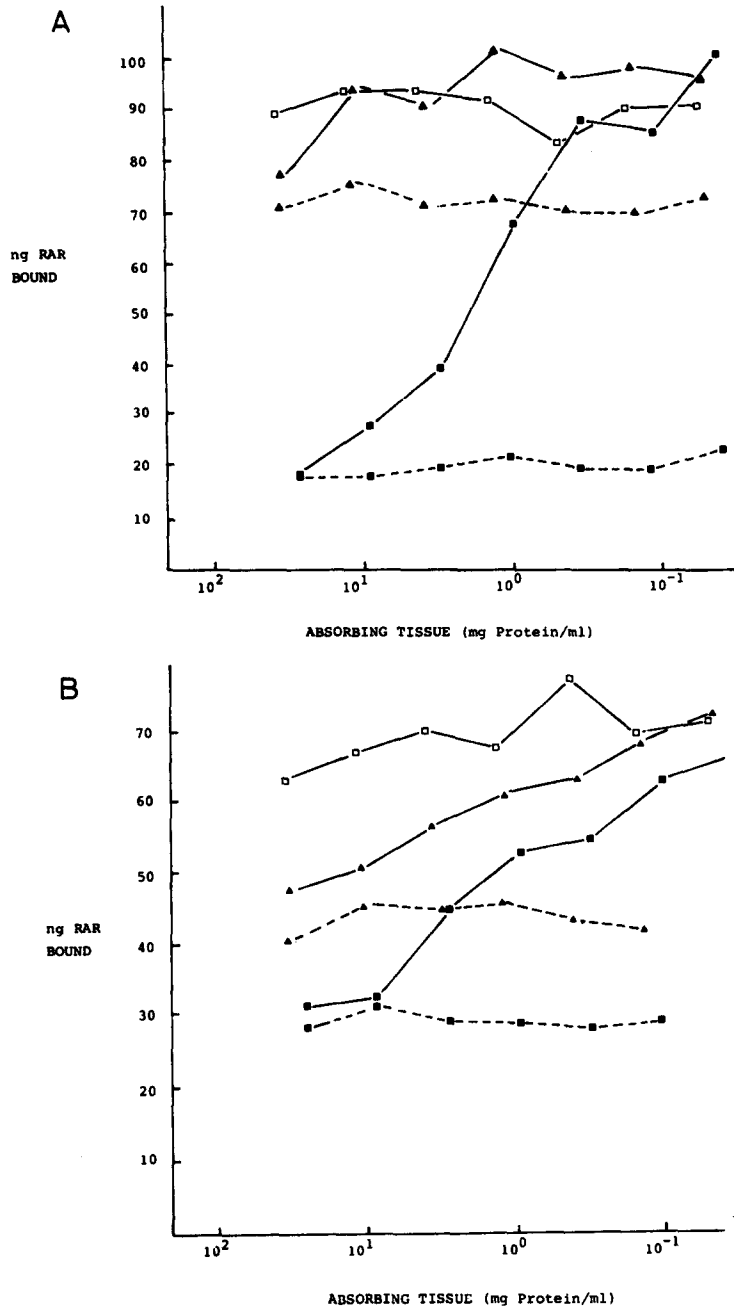 A
100
90
80
70
60
50
40
30
20
10
ng RAR
BOUND
10² 10¹ 10⁰ 10⁻¹
ABSORBING TISSUE (mg Protein/ml)
B
70
60
50
40
30
20
10
ng RAR
BOUND
10² 10¹ 10⁰ 10⁻¹
ABSORBING TISSUE (mg Protein/ml)